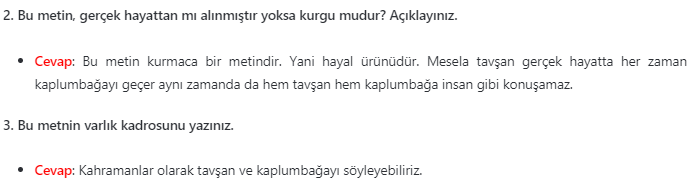 2. Bu metin, gerçek hayattan mı alınmıştır yoksa kurgu mudur? Açıklayınız.
Cevap: Bu metin kurmaca bir metindir. Yani hayal ürünüdür. Mesela tavşan gerçek hayatta her zaman
kaplumbağayı geçer aynı zamanda da hem tavşan hem kaplumbağa insan gibi konuşamaz.
3. Bu metnin varlık kadrosunu yazınız.
Cevap: Kahramanlar olarak tavşan ve kaplumbağayı söyleyebiliriz.